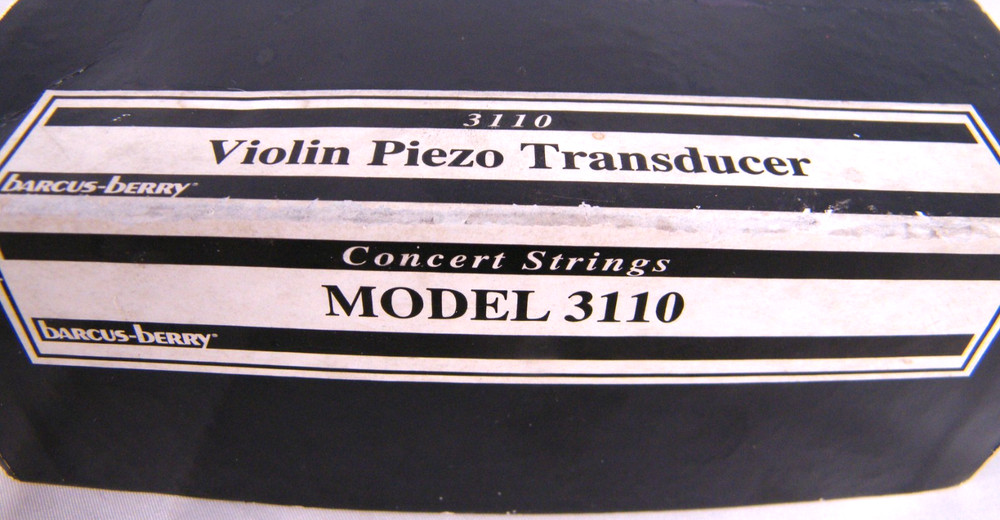 3110
Violin Piezo Transducer
barcus-berry
Concert Strings
MODEL 3110
barcus-berry